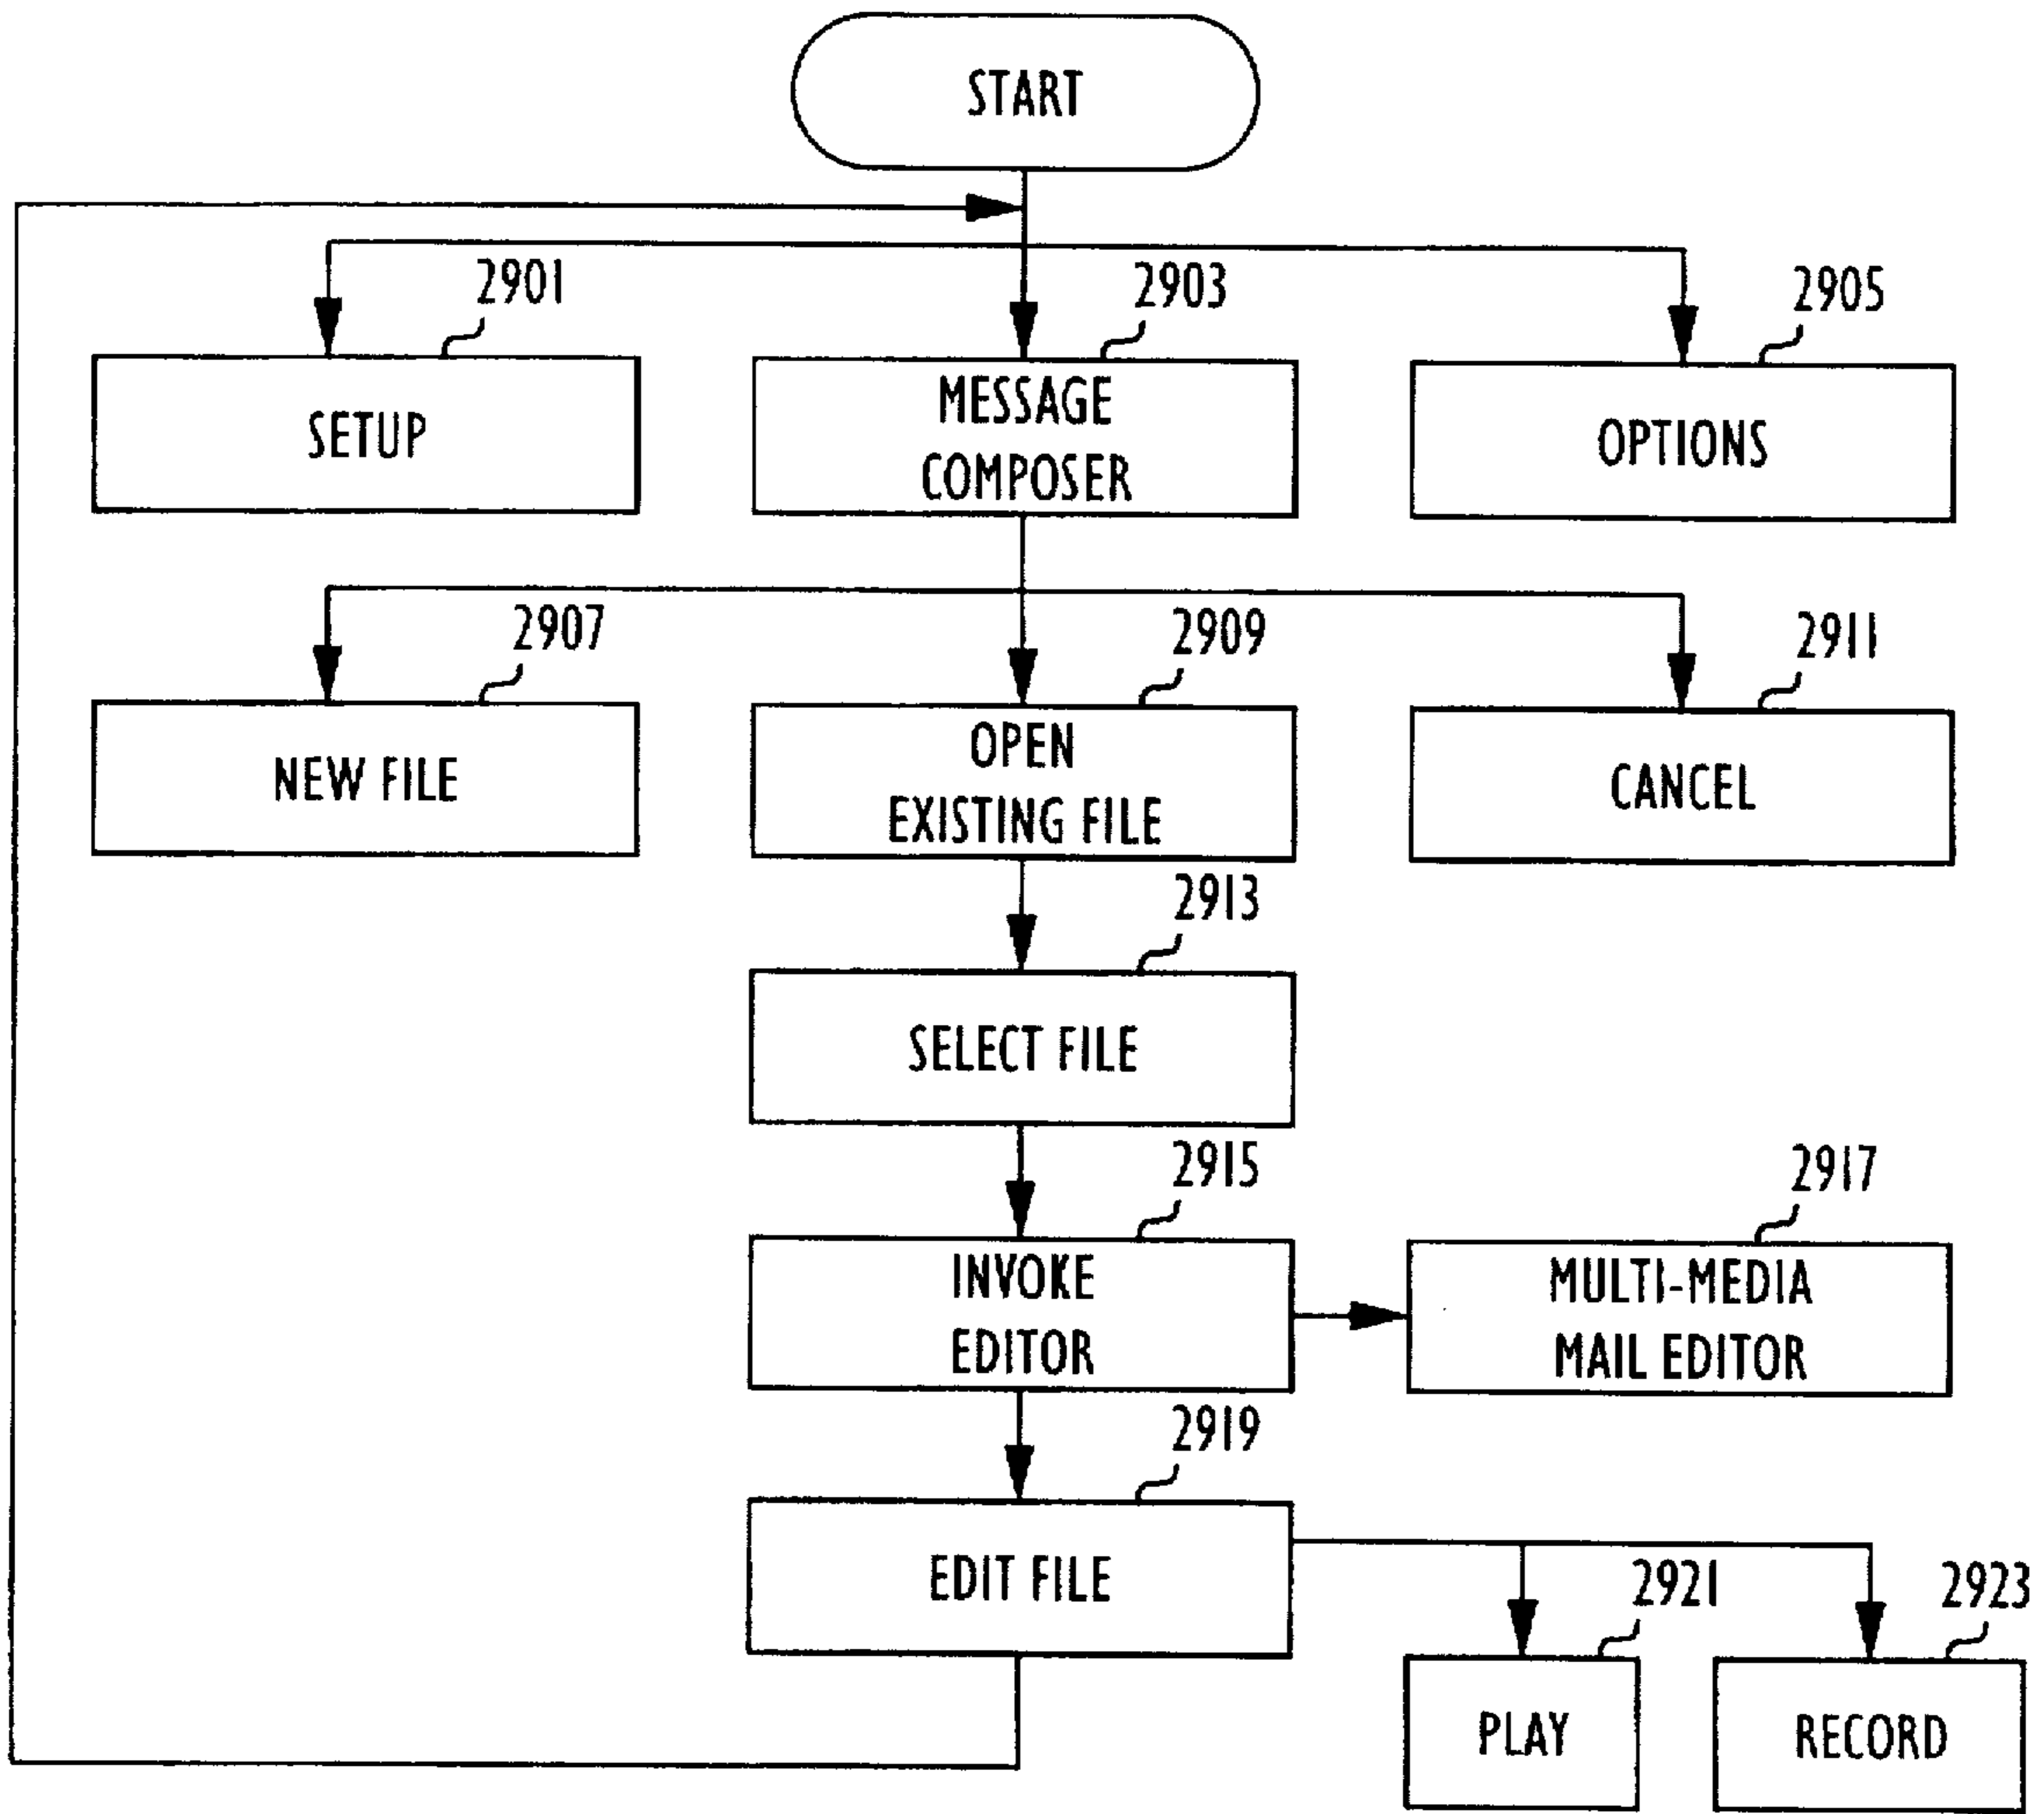 START
2901
2903
2905
SETUP
MESSAGE
COMPOSER
OPTIONS
2907
2909
2911
NEW FILE
OPEN
EXISTING FILE
CANCEL
2913
SELECT FILE
2915
2917
INVOKE
EDITOR
MULTI-MEDIA
MAIL EDITOR
2919
EDIT FILE
2921
2923
PLAY
RECORD